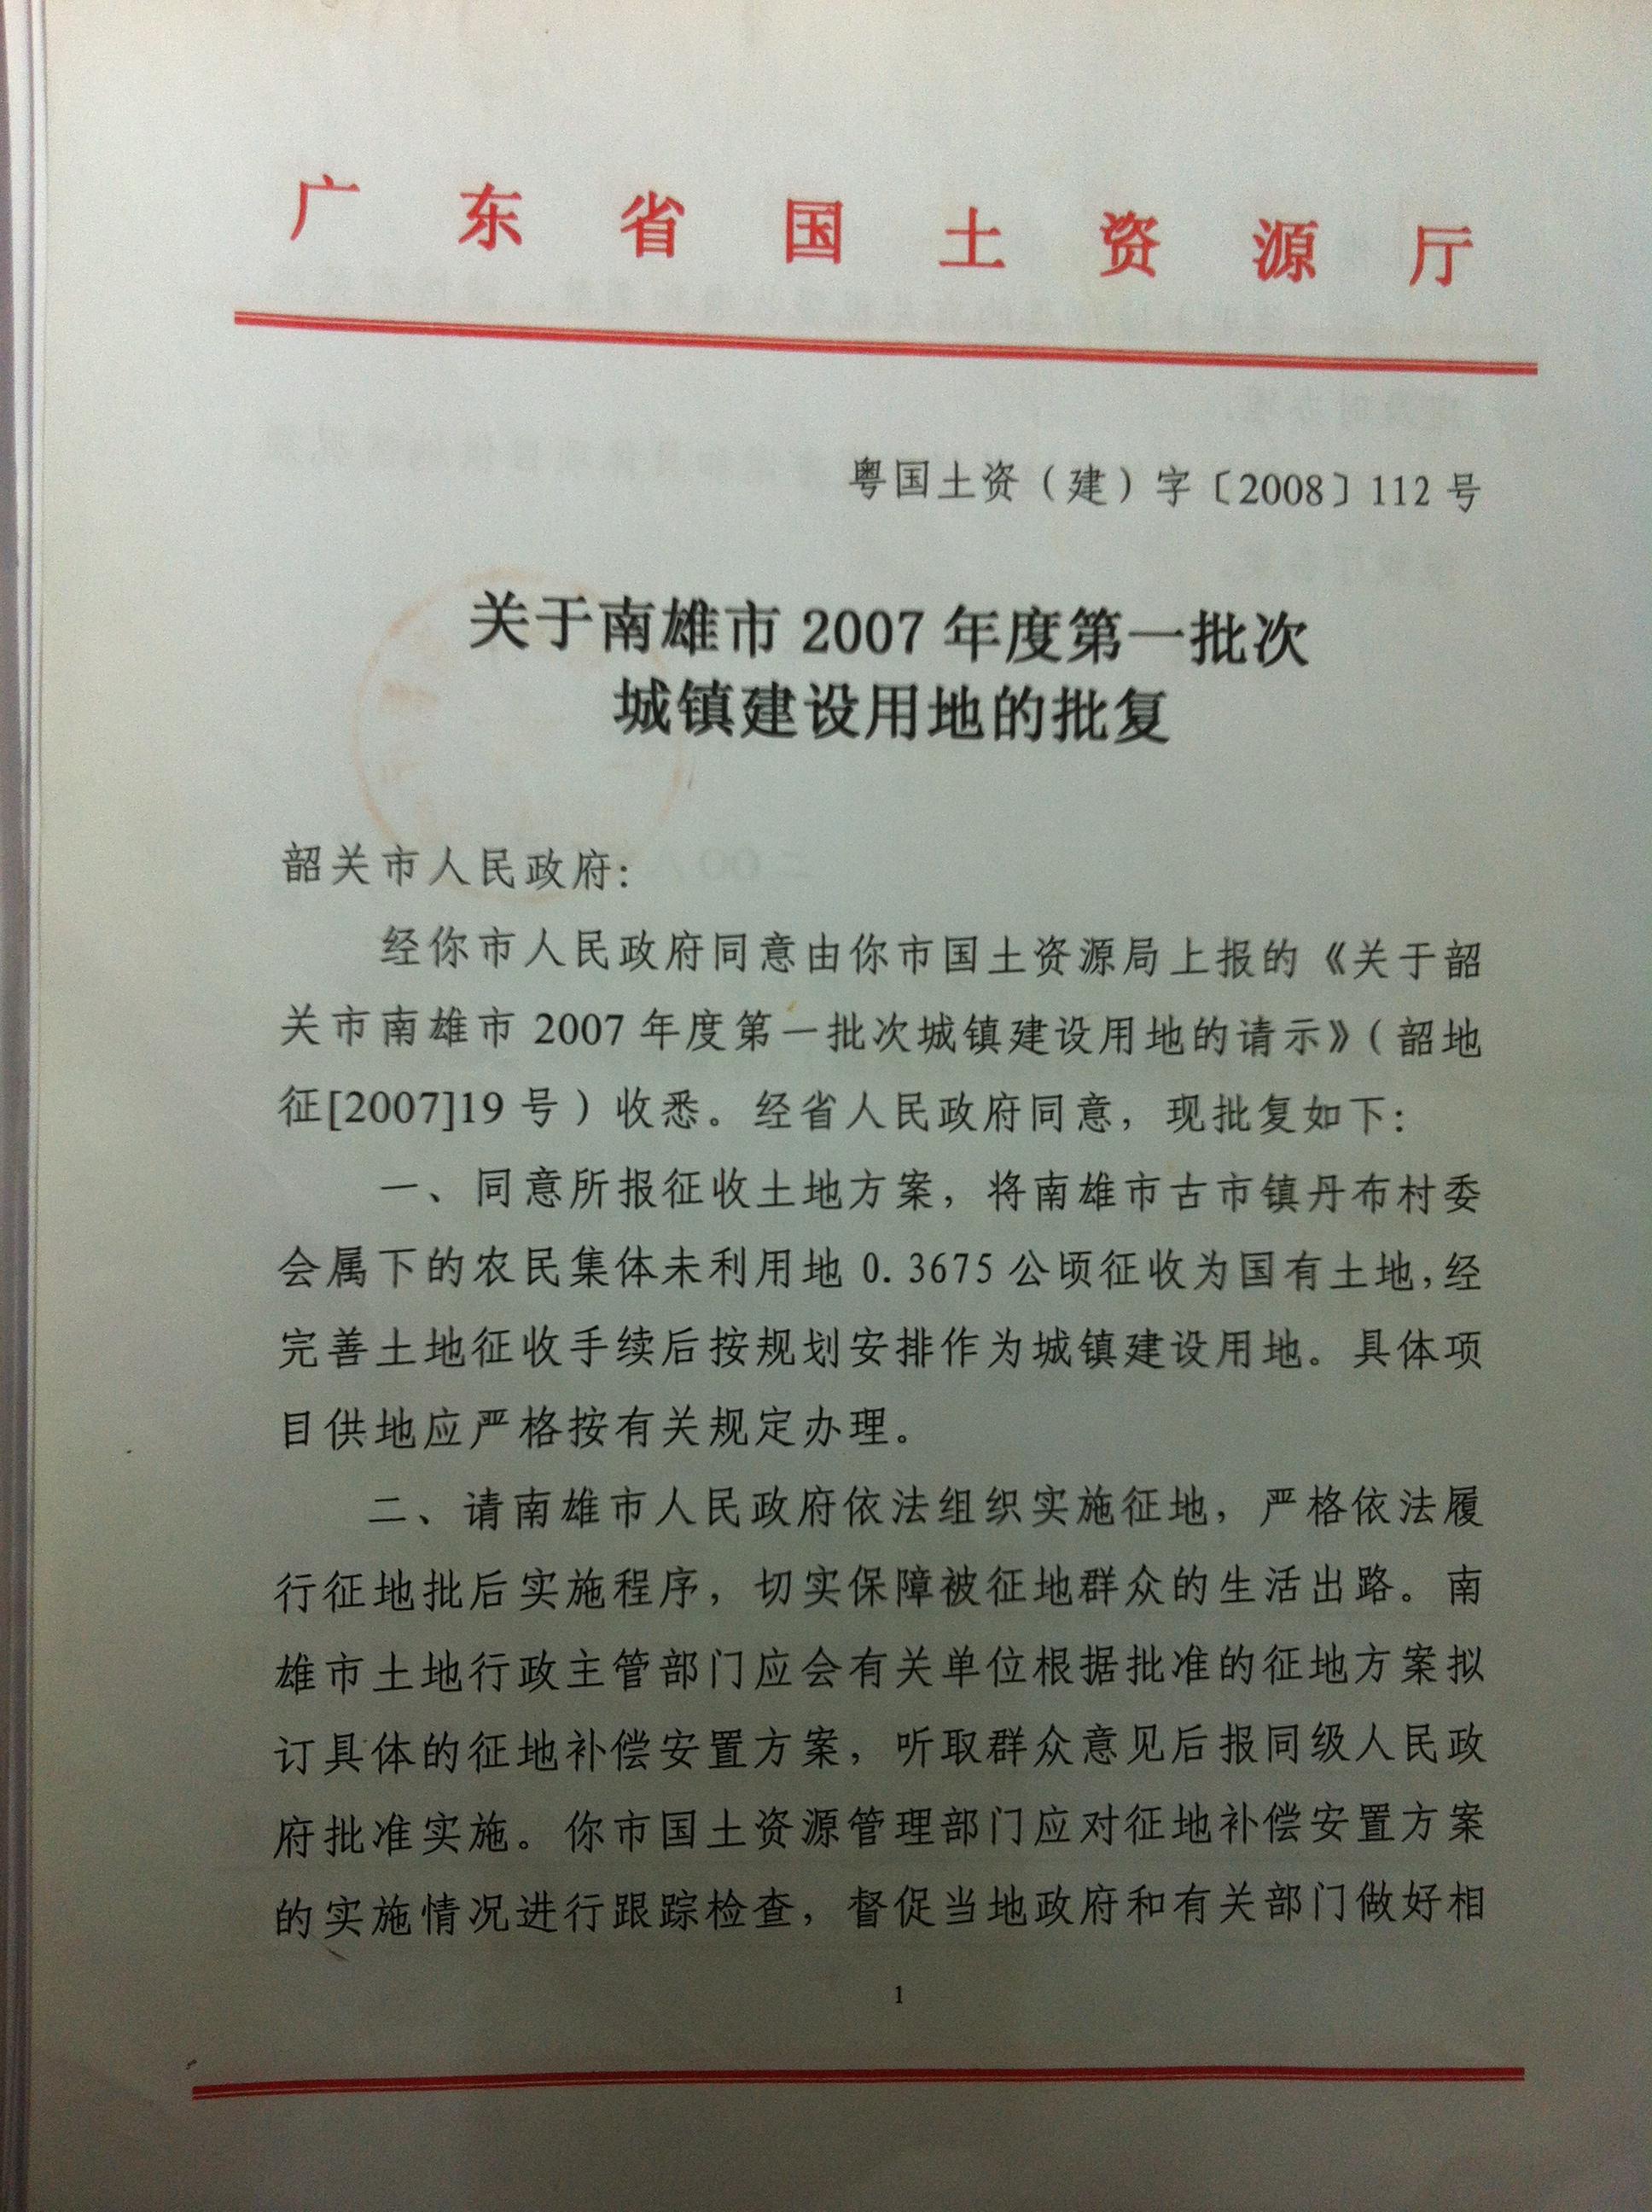 广东省国土资源厅
粤国土资（建）字〔2008〕112号
关于南雄市 2007 年度第一批次
城镇建设用地的批复
韶关市人民政府：
经你市人民政府同意由你市国土资源局上报的《关于韶
关市南雄市 2007 年度第一批次城镇建设用地的请示》（韶地
征[2007]19 号）收悉。经省人民政府同意，现批复如下：
一、同意所报征收土地方案，将南雄市古市镇丹布村委
会属下的农民集体未利用地 0.3675 公顷征收为国有土地，经
完善土地征收手续后按规划安排作为城镇建设用地。具体项
目供地应严格按有关规定办理。
二、请南雄市人民政府依法组织实施征地，严格依法履
行征地批后实施程序，切实保障被征地群众的生活出路。南
雄市土地行政主管部门应会有关单位根据批准的征地方案拟
订具体的征地补偿安置方案，听取群众意见后报同级人民政
府批准实施。你市国土资源管理部门应对征地补偿安置方案
的实施情况进行跟踪检查，督促当地政府和有关部门做好相
1